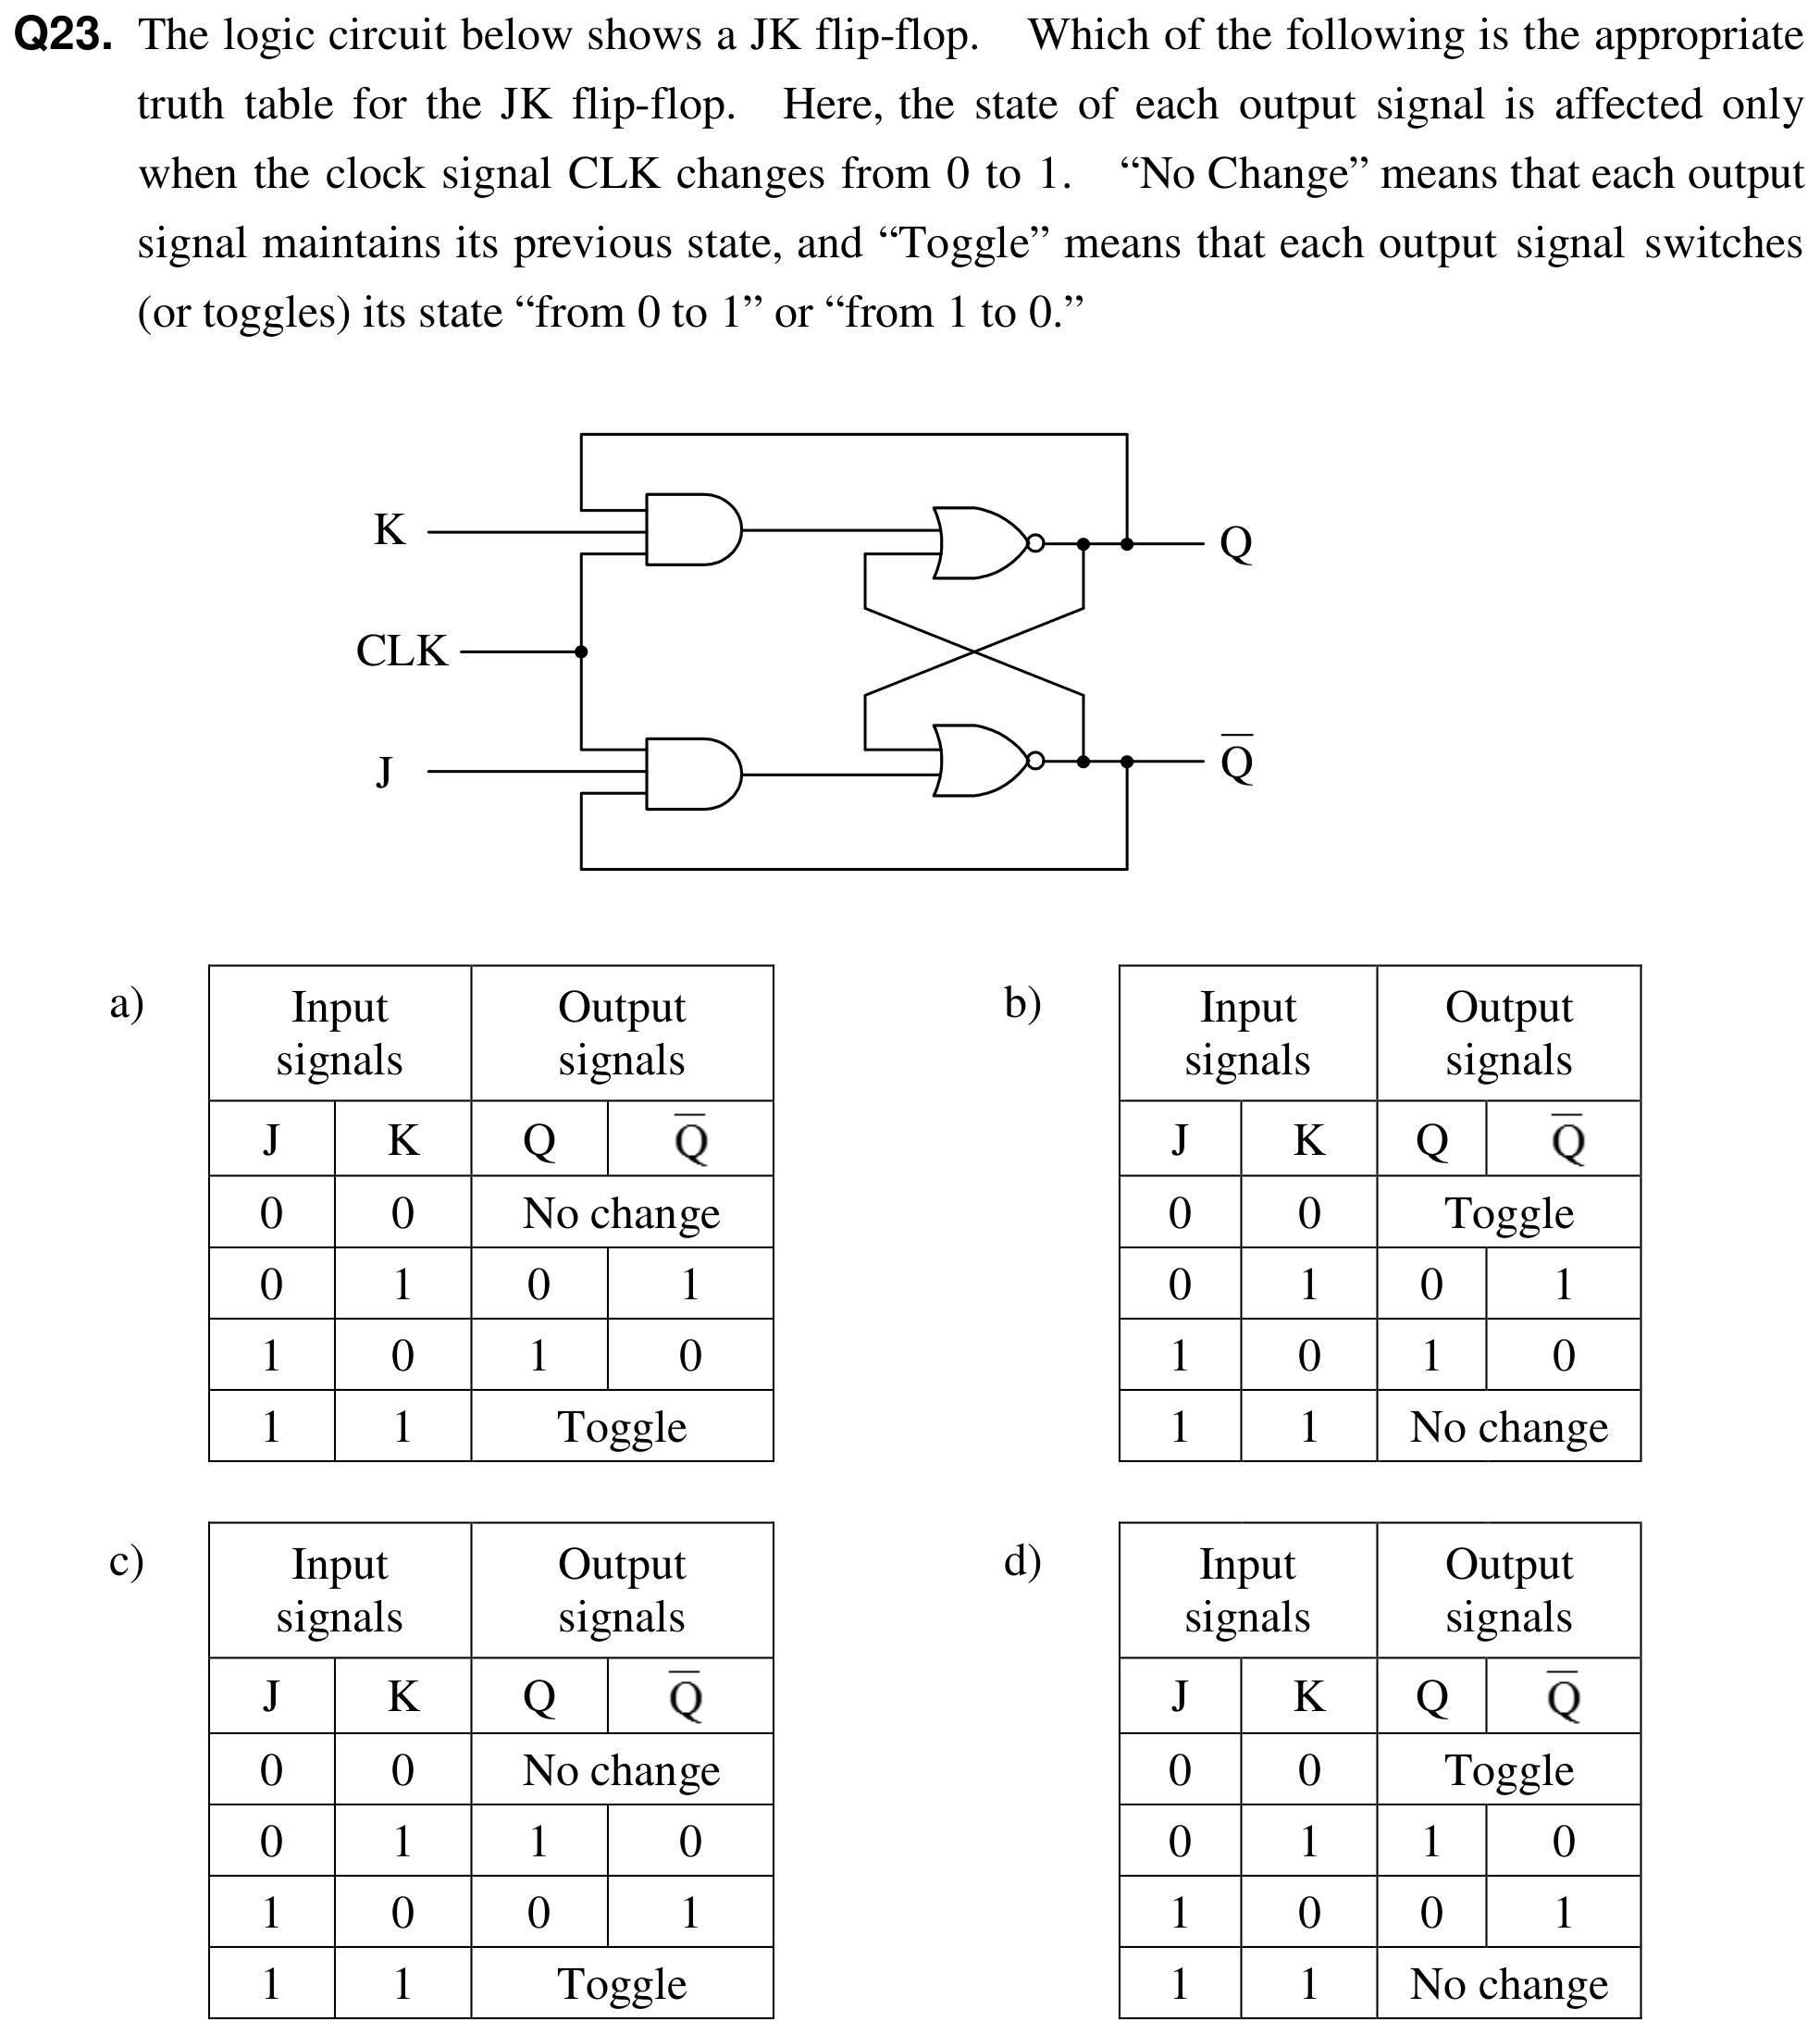 Q23. The logic circuit below shows a JK flip-flop. Which of the following is the appropriate
truth table for the JK flip-flop. Here, the state of each output signal is affected only
when the clock signal CLK changes from 0 to 1. “No Change” means that each output
signal maintains its previous state, and “Toggle” means that each output signal switches
(or toggles) its state “from 0 to 1” or “from 1 to 0.”
K
Q
CLK
J
Q̅
a)
Input signals Output signals
J K Q Q̅
0 0 No change
0 1 0 1
1 0 1 0
1 1 Toggle
b)
Input signals Output signals
J K Q Q̅
0 0 Toggle
0 1 0 1
1 0 1 0
1 1 No change
c)
Input signals Output signals
J K Q Q̅
0 0 No change
0 1 1 0
1 0 0 1
1 1 Toggle
d)
Input signals Output signals
J K Q Q̅
0 0 Toggle
0 1 1 0
1 0 0 1
1 1 No change